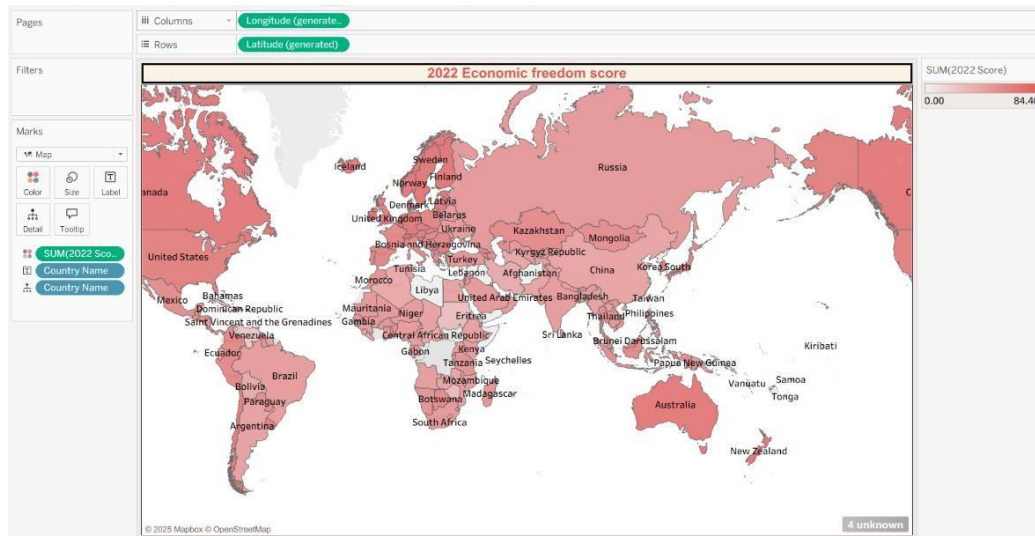 Pages
iii Columns
Longitude (generate..
Rows
Latitude (generated)
Filters
Marks
Map
Color
Size
Label
Detail
Tooltip
SUM(2022 Sco..
Country Name
Country Name
2022 Economic freedom score
SUM(2022 Score)
0.00
84.40
Iceland
Sweden
Finland
Norway
Russia
anada
Denmark
Latvia
C
United Kingdom
Belarus
Ukraine
Kazakhstan
Bosnia and Herzegovina
Mongolia
United States
Turkey
Kyrgyz Republic
Tunisia
Lebanon
Afghanistan
China
Korea South
Morocco
Libya
Mexico
Bahamas
United Arab Emirates
Bangladesh
Taiwan
Dominican Republic
Mauritania
Niger
Eritrea
Thailand
Philippines
Saint Vincent and the Grenadines
Gambia
Venezuela
Central African Republic
Sri Lanka
Brunei Darussalam
Kiribati
Ecuador
Gabon
Kenya
Seychelles
Tanzania
Papua New Guinea
Brazil
Samoa
Bolivia
Mozambique
Vanuatu
Tonga
Paraguay
Botswana
Madagascar
Australia
Argentina
South Africa
New Zealand
© 2025 Mapbox © OpenStreetMap
4 unknown